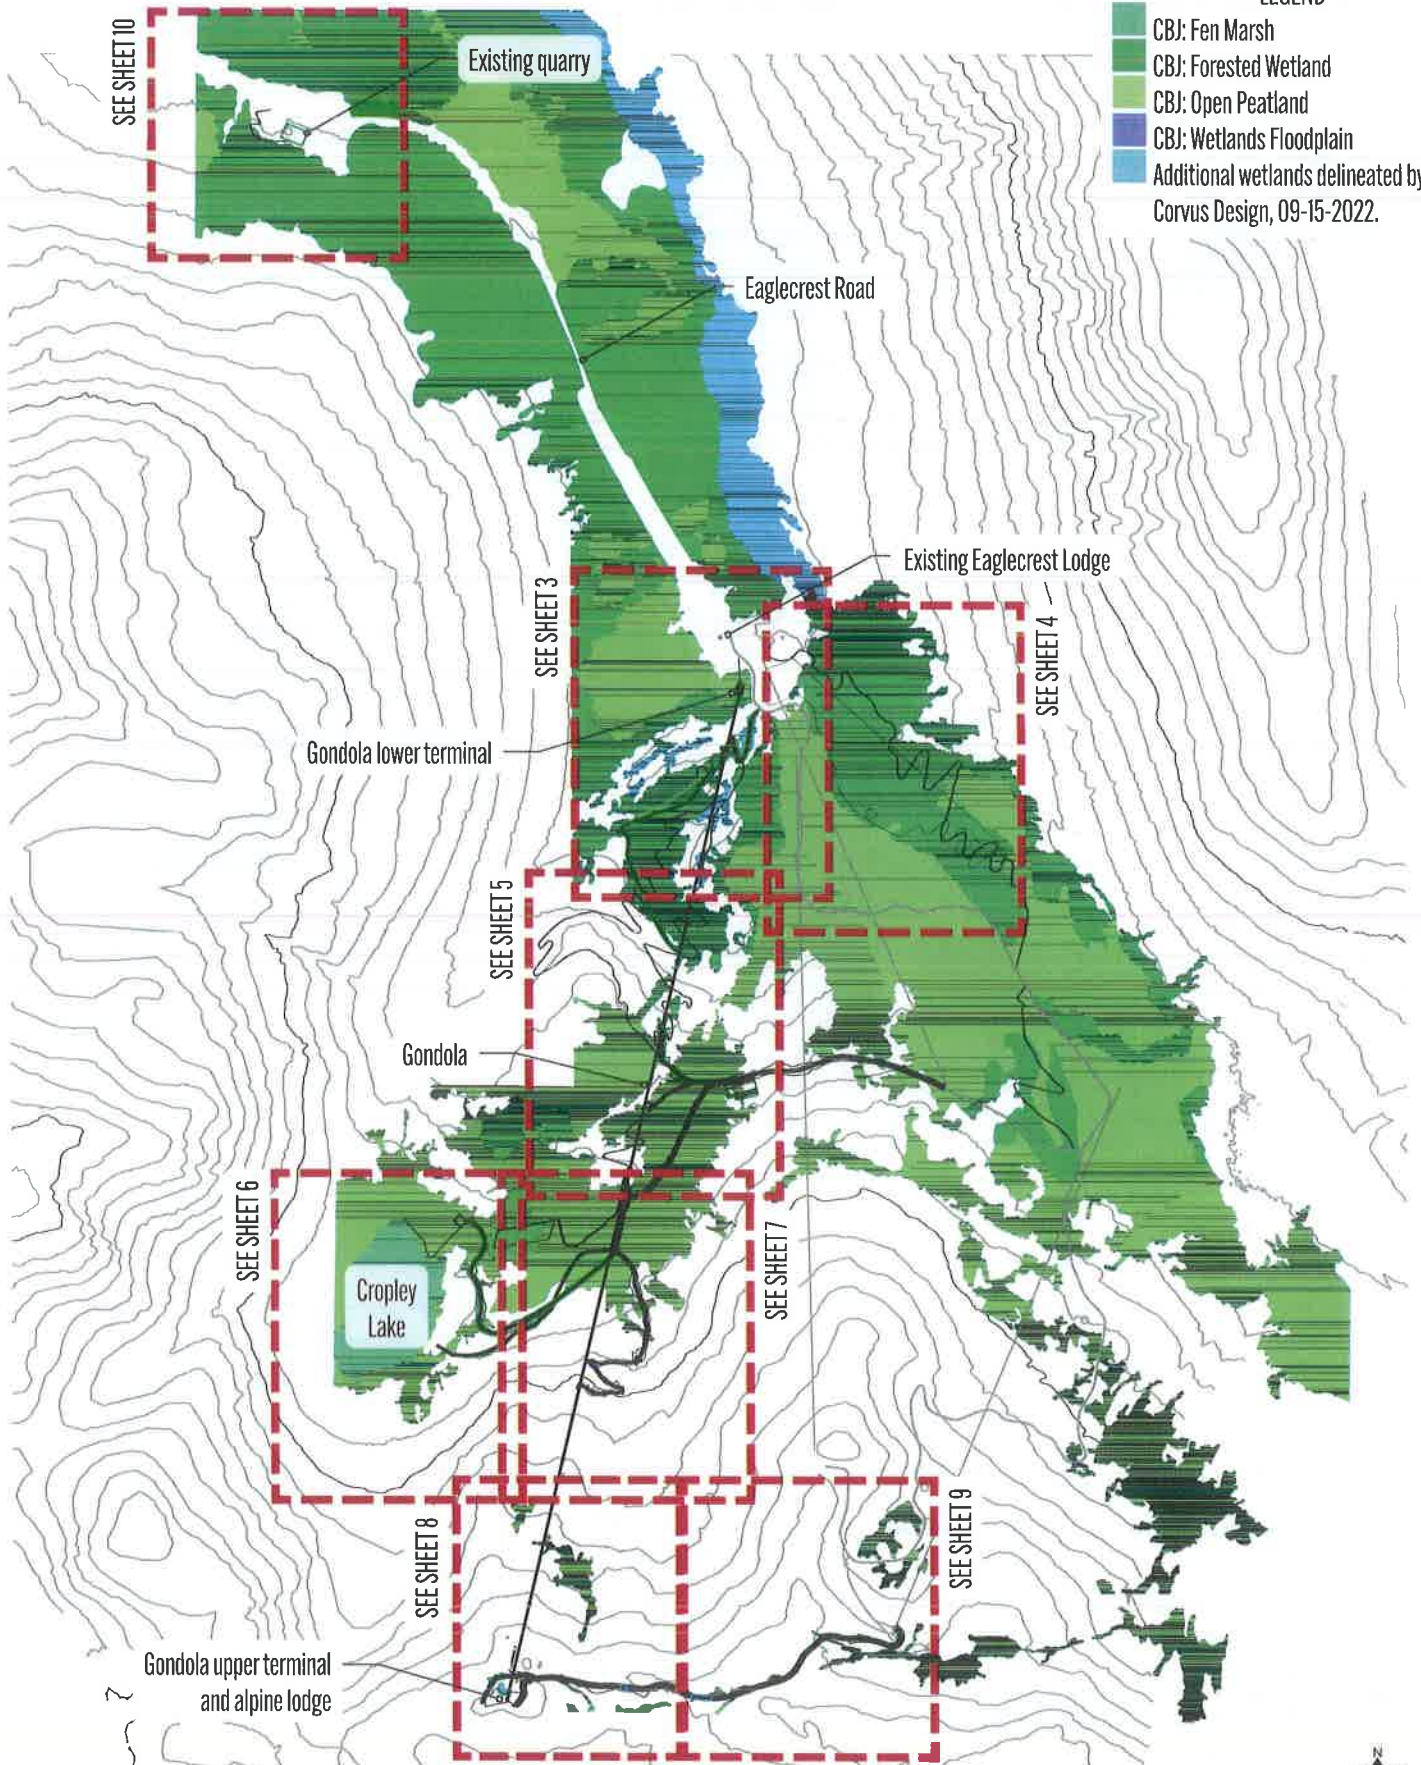 LEGEND
CBJ: Fen Marsh
CBJ: Forested Wetland
CBJ: Open Peatland
CBJ: Wetlands Floodplain
Additional wetlands delineated by
Corvus Design, 09-15-2022.
SEE SHEET 10
Existing quarry
Eaglecrest Road
Existing Eaglecrest Lodge
SEE SHEET 3
SEE SHEET 4
Gondola lower terminal
SEE SHEET 5
Gondola
SEE SHEET 6
SEE SHEET 7
Cropley
Lake
SEE SHEET 8
SEE SHEET 9
Gondola upper terminal
and alpine lodge
N